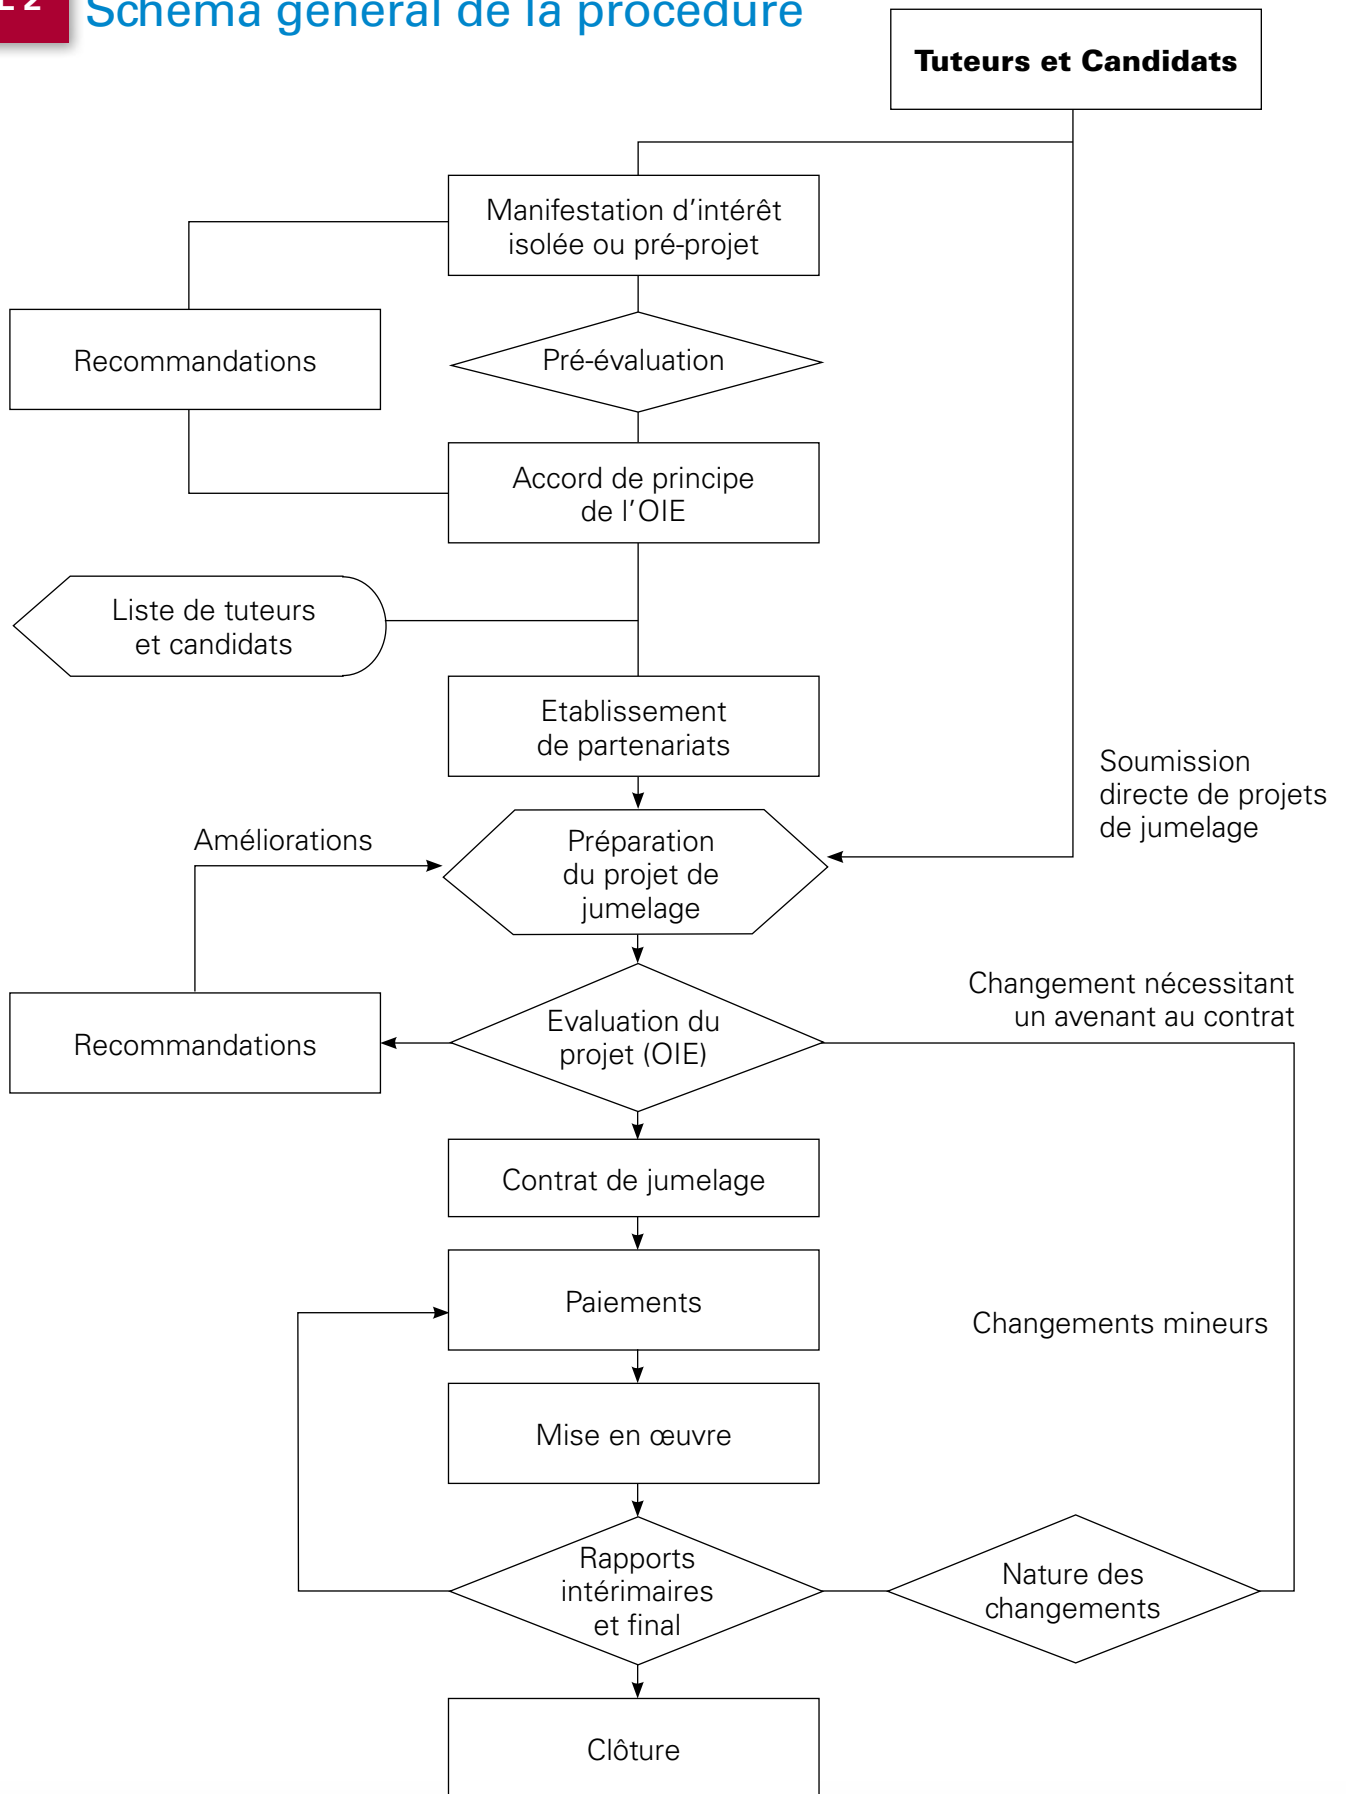 2
Schéma général de la procédure
Tuteurs et Candidats
Manifestation d’intérêt
isolée ou pré-projet
Recommandations
Pré-évaluation
Accord de principe
de l’OIE
Liste de tuteurs
et candidats
Etablissement
de partenariats
Soumission
directe de projets
de jumelage
Améliorations
Préparation
du projet de
jumelage
Changement nécessitant
un avenant au contrat
Evaluation du
projet (OIE)
Recommandations
Contrat de jumelage
Paiements
Changements mineurs
Mise en œuvre
Rapports
intérimaires
et final
Nature des
changements
Clôture